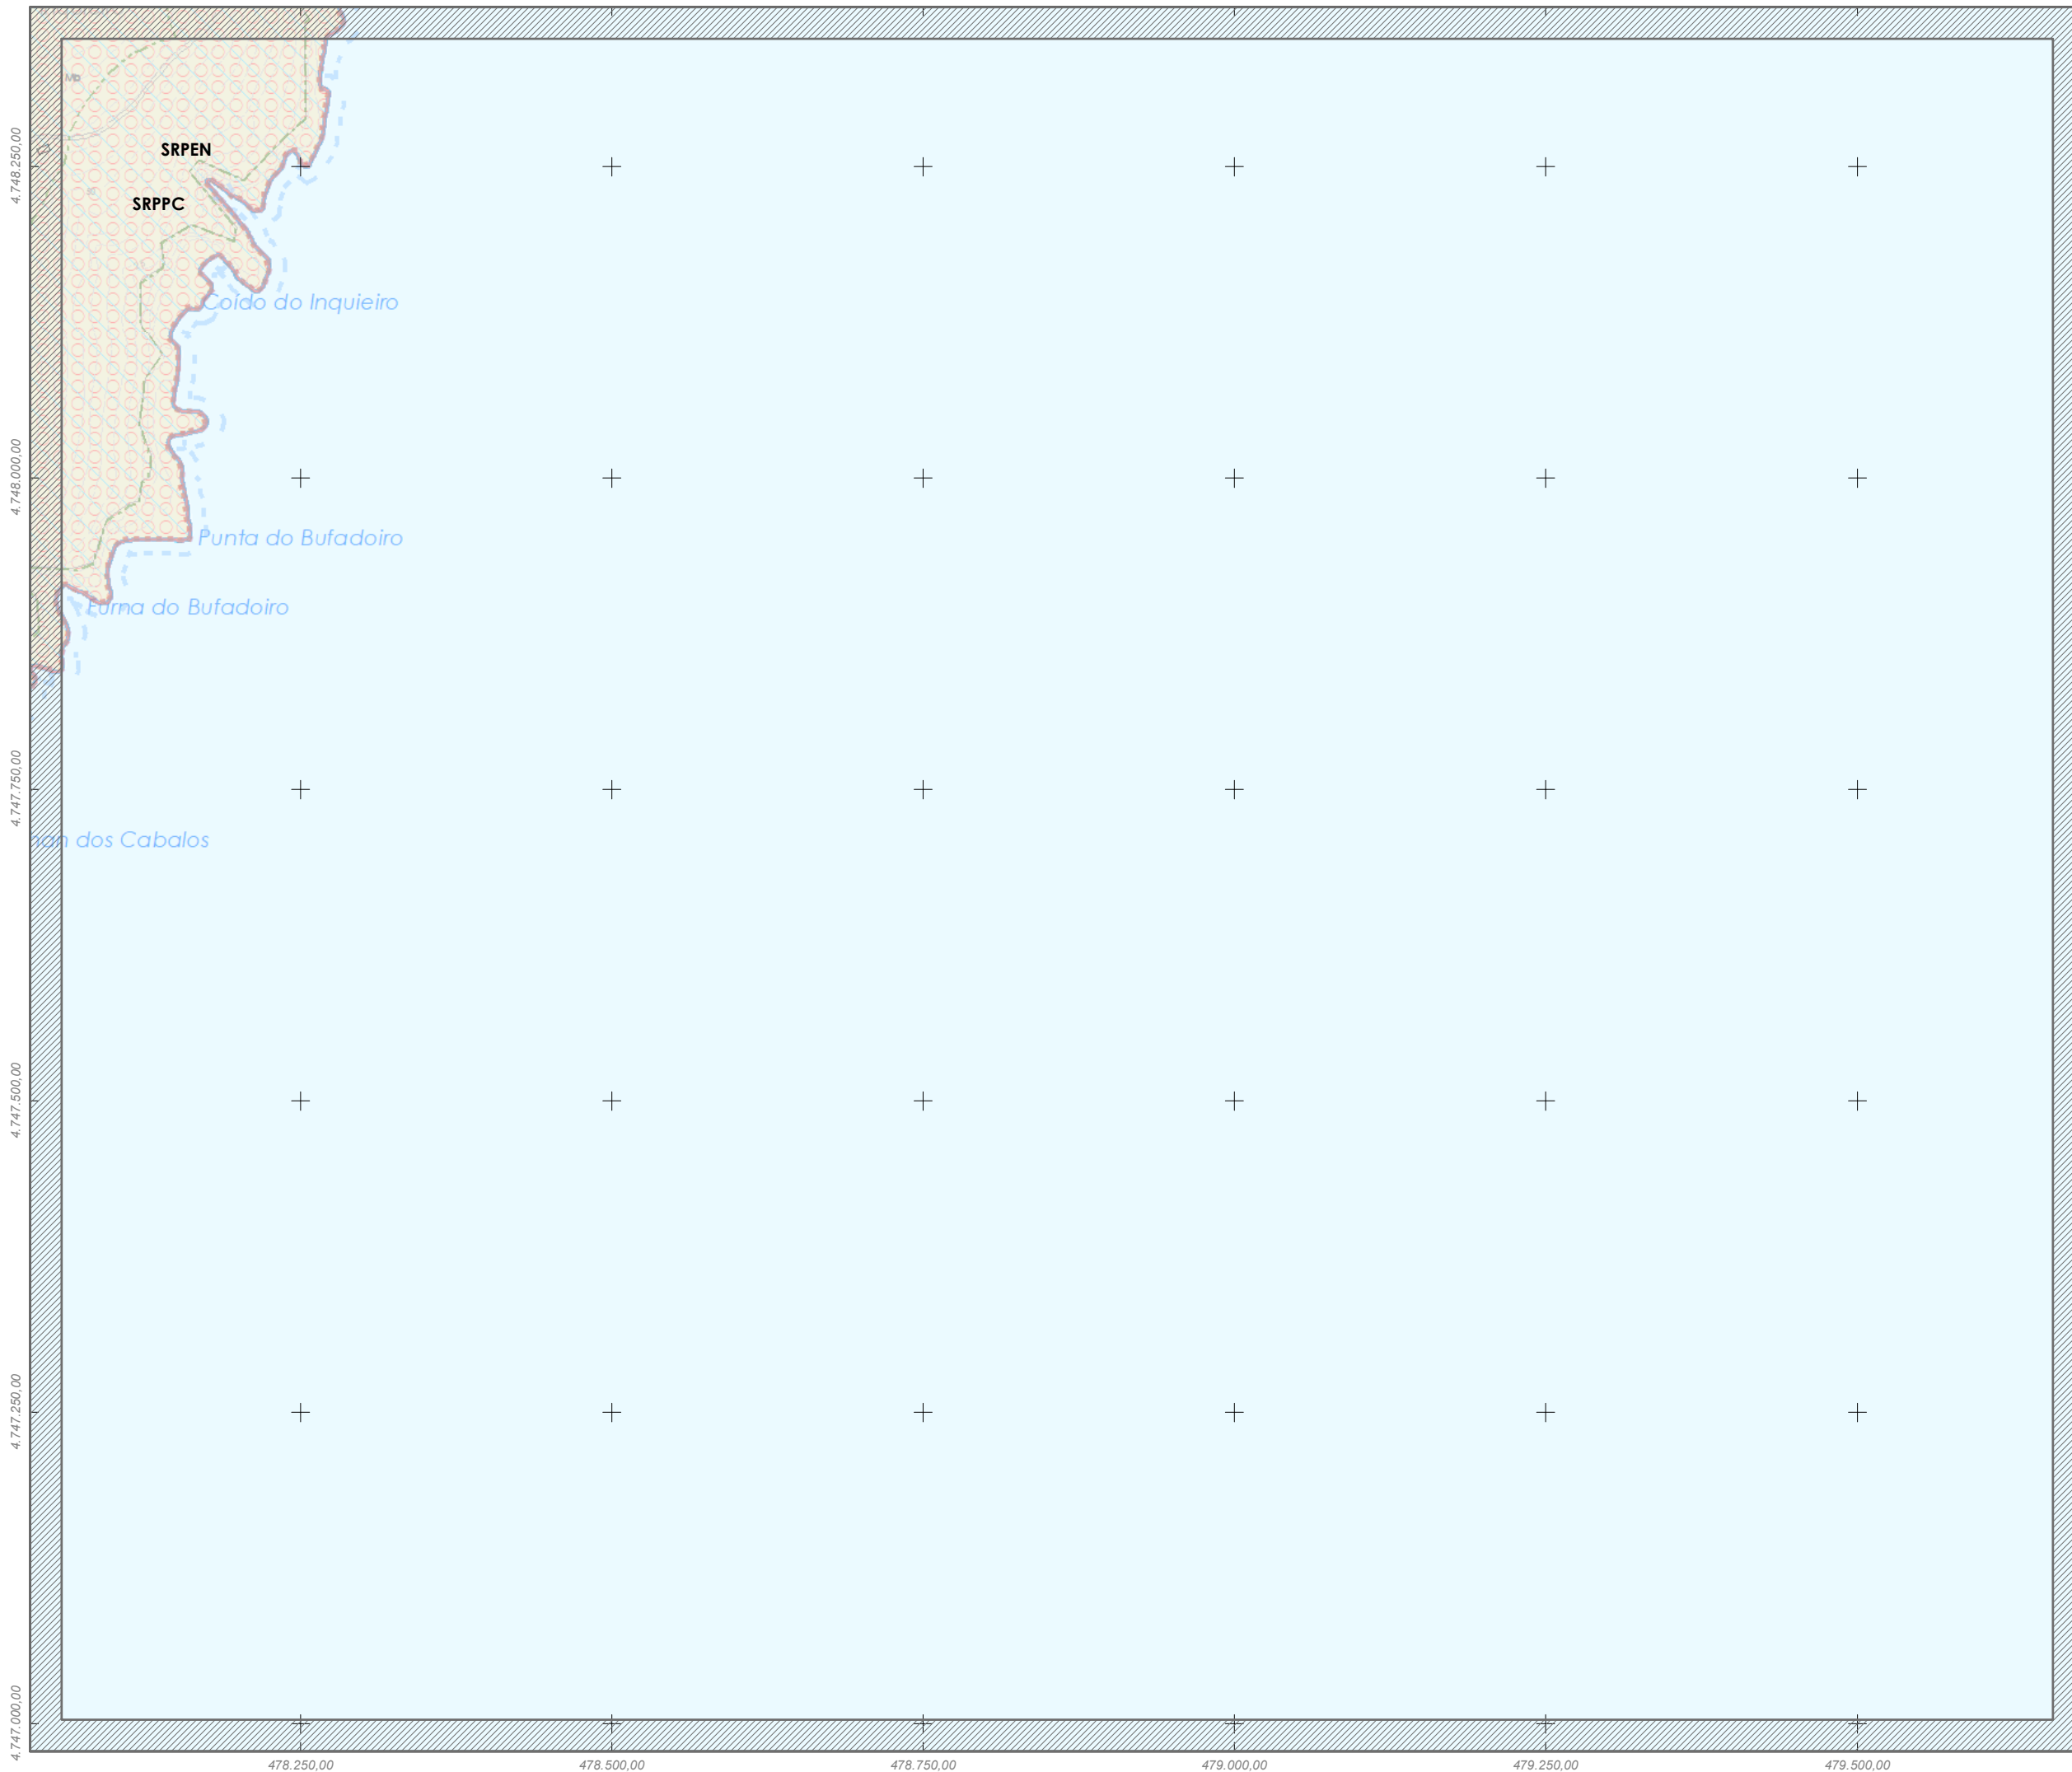 SRPEN
SRPPC
Coído do Inquieiro
Punta do Bufadoiro
Furna do Bufadoiro
dos Cabalos
4.748.250,00
4.748.000,00
4.747.750,00
4.747.500,00
4.747.250,00
4.747.000,00
478.250,00 478.500,00 478.750,00 479.000,00 479.250,00 479.500,00